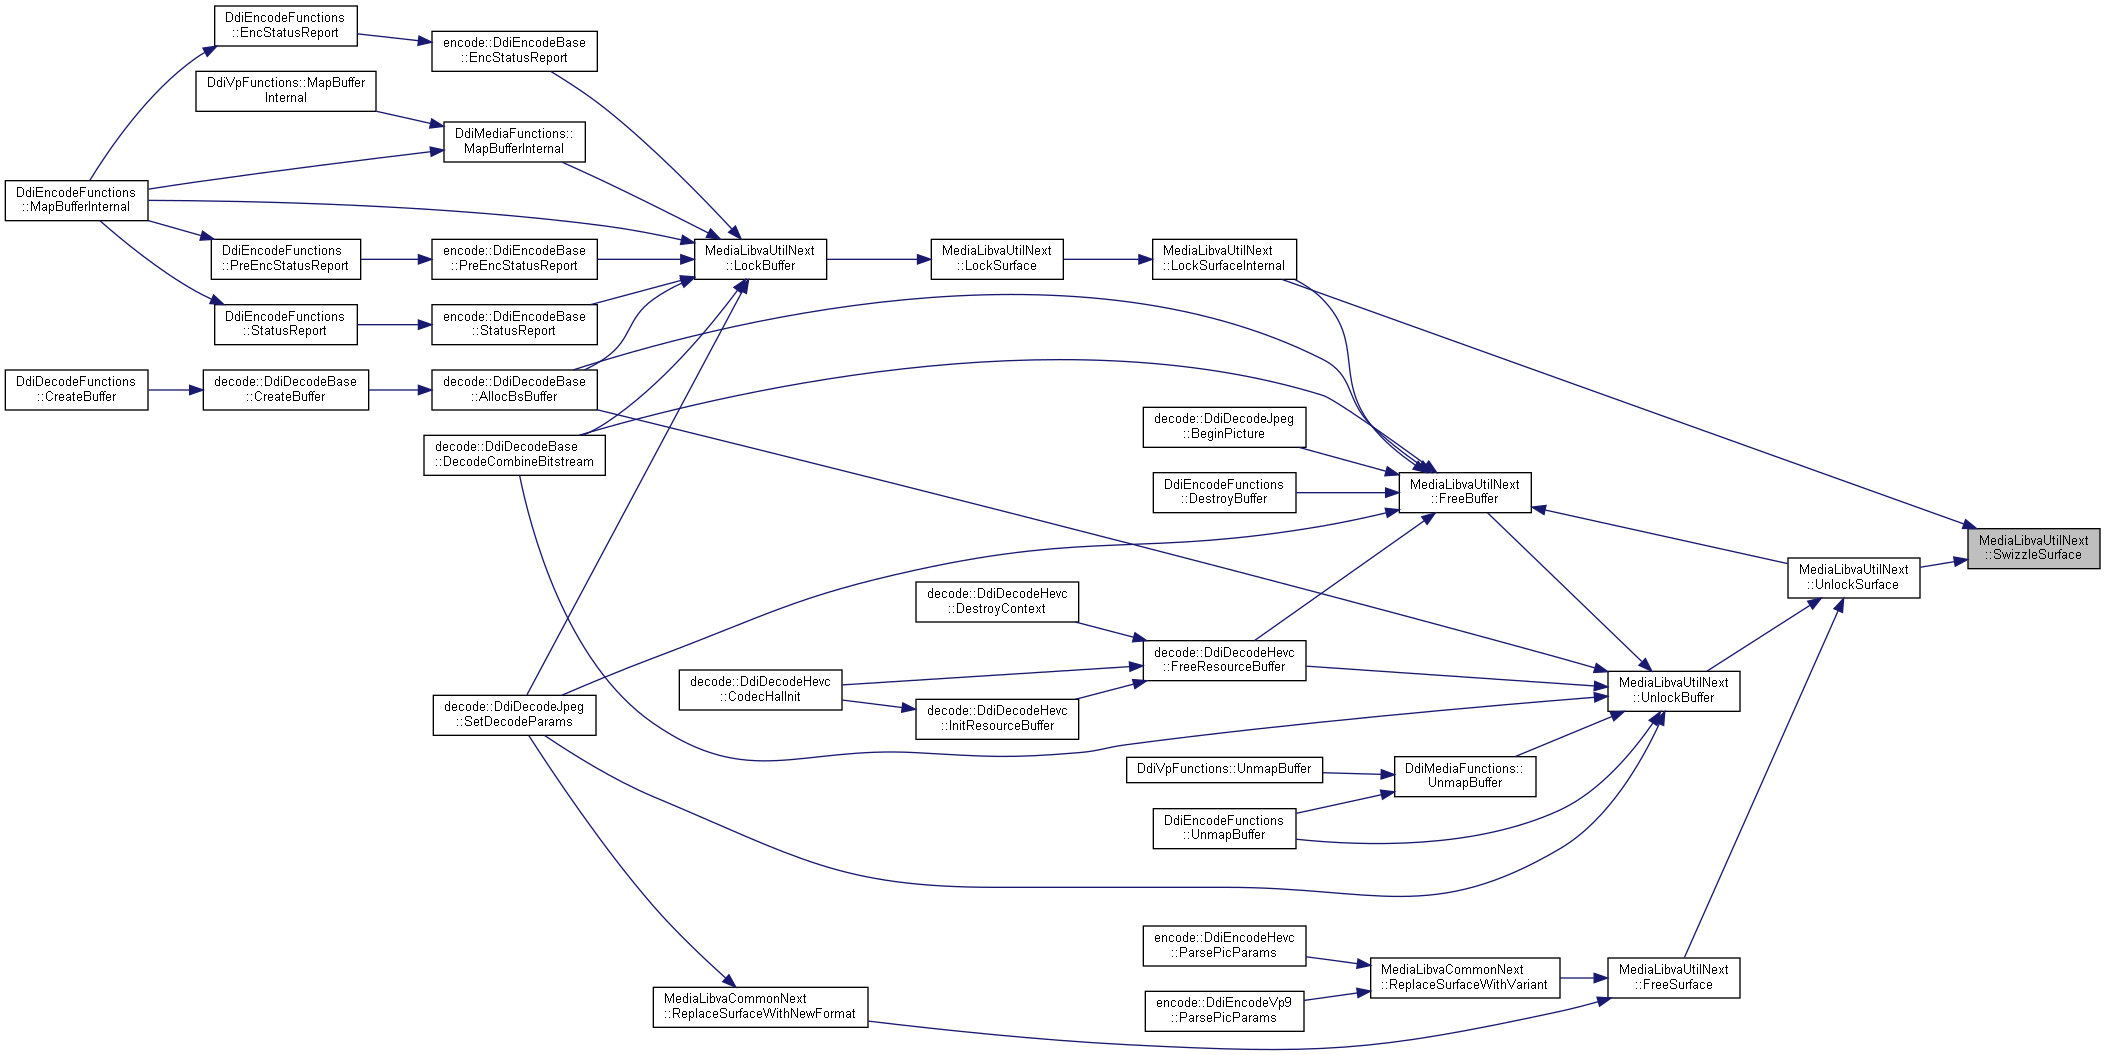 DdiEncodeFunctions
::EncStatusReport
encode::DdiEncodeBase
::EncStatusReport
DdiVpFunctions::MapBuffer
Internal
DdiMediaFunctions::
MapBufferInternal
DdiEncodeFunctions
::MapBufferInternal
DdiEncodeFunctions
::PreEncStatusReport
encode::DdiEncodeBase
::PreEncStatusReport
MediaLibvaUtilNext
::LockBuffer
MediaLibvaUtilNext
::LockSurface
MediaLibvaUtilNext
::LockSurfaceInternal
DdiEncodeFunctions
::StatusReport
encode::DdiEncodeBase
::StatusReport
DdiDecodeFunctions
::CreateBuffer
decode::DdiDecodeBase
::CreateBuffer
decode::DdiDecodeBase
::AllocBsBuffer
decode::DdiDecodeBase
::DecodeCombineBitstream
decode::DdiDecodeJpeg
::BeginPicture
DdiEncodeFunctions
::DestroyBuffer
MediaLibvaUtilNext
::FreeBuffer
MediaLibvaUtilNext
::SwizzleSurface
MediaLibvaUtilNext
::UnlockSurface
decode::DdiDecodeHevc
::DestroyContext
decode::DdiDecodeHevc
::FreeResourceBuffer
decode::DdiDecodeHevc
::CodecHalInit
decode::DdiDecodeHevc
::InitResourceBuffer
MediaLibvaUtilNext
::UnlockBuffer
decode::DdiDecodeJpeg
::SetDecodeParams
DdiVpFunctions::UnmapBuffer
DdiMediaFunctions::
UnmapBuffer
DdiEncodeFunctions
::UnmapBuffer
encode::DdiEncodeHevc
::ParsePicParams
MediaLibvaCommonNext
::ReplaceSurfaceWithVariant
MediaLibvaUtilNext
::FreeSurface
encode::DdiEncodeVp9
::ParsePicParams
MediaLibvaCommonNext
::ReplaceSurfaceWithNewFormat